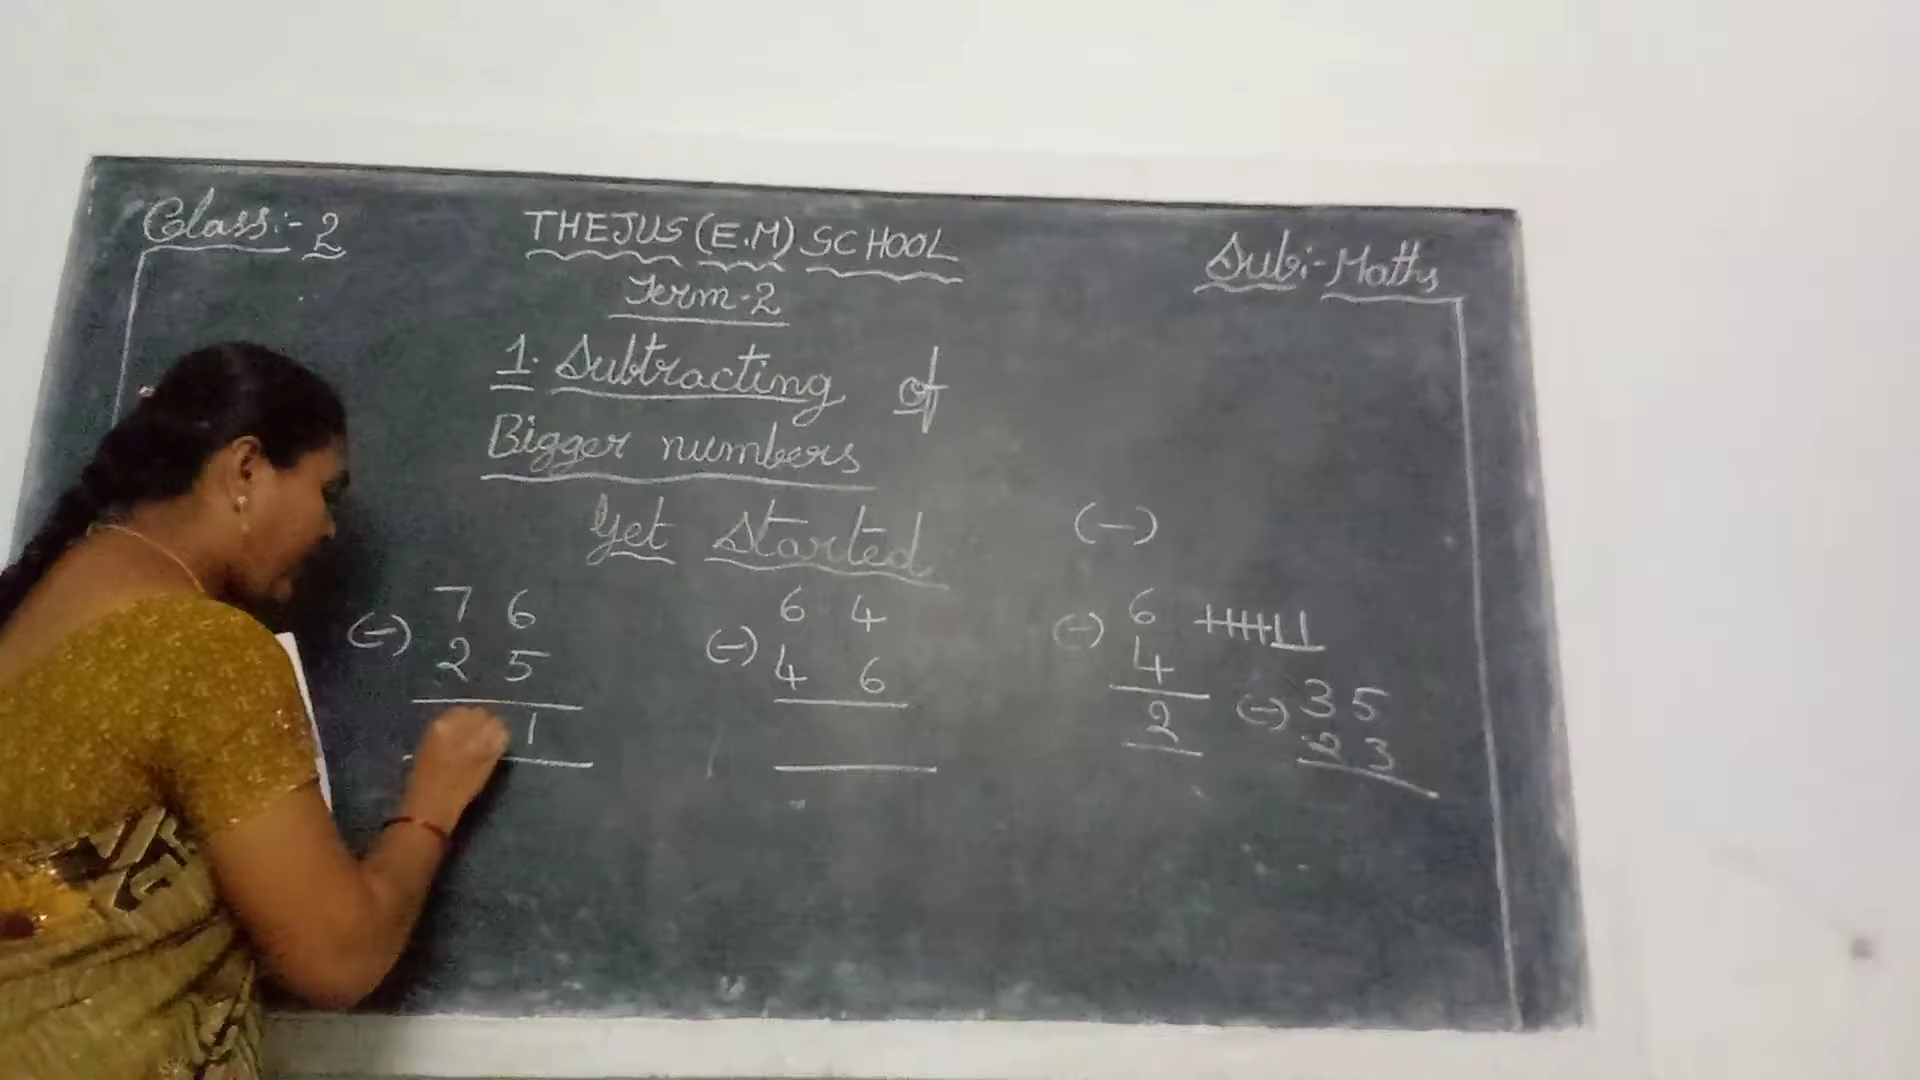 Class:- 2
THEJUS (E.M) SCHOOL
Sub:- Maths
Term-2
1. Subtracting of
Bigger numbers
Get Started
(-)
7 6
(-) 2 5
1
6 4
(-) 4 6
6
(-) 4
2
3 5
(-) 2 3